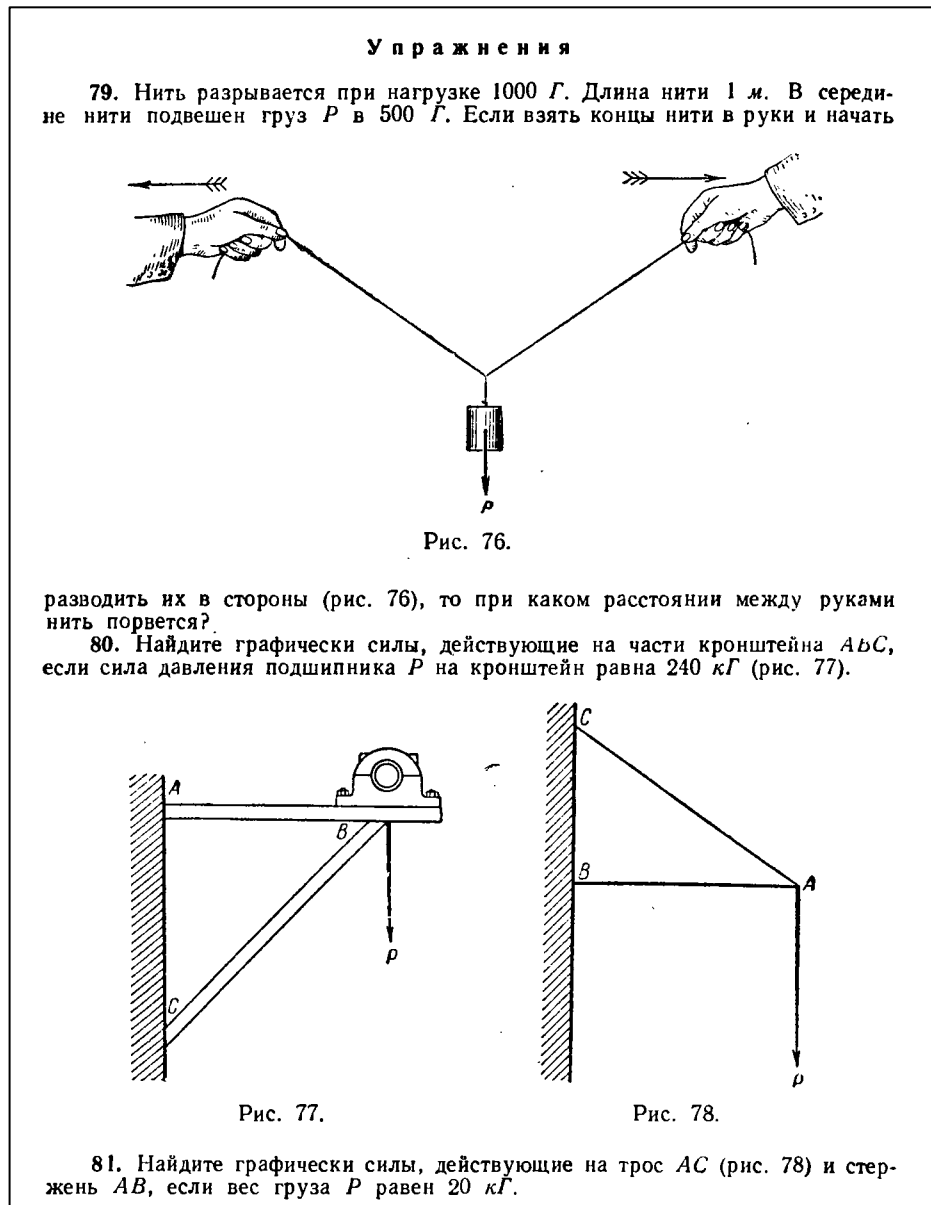 Упражнения
79. Нить разрывается при нагрузке 1000 Г. Длина нити 1 м. В середи-
не нити подвешен груз P в 500 Г. Если взять концы нити в руки и начать
P
Рис. 76.
разводить их в стороны (рис. 76), то при каком расстоянии между руками
нить порвется?
80. Найдите графически силы, действующие на части кронштейна АЬС,
если сила давления подшипника P на кронштейн равна 240 кГ (рис. 77).
A
B
C
P
Рис. 77.
C
B
A
P
Рис. 78.
81. Найдите графически силы, действующие на трос AC (рис. 78) и стер-
жень AB, если вес груза P равен 20 кГ.